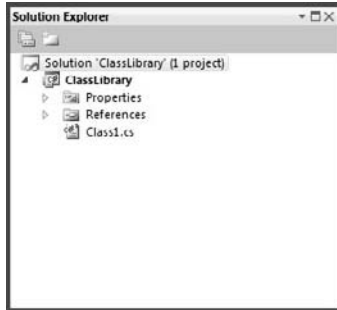 Solution Explorer
Solution 'ClassLibrary' (1 project)
ClassLibrary
Properties
References
Class1.cs